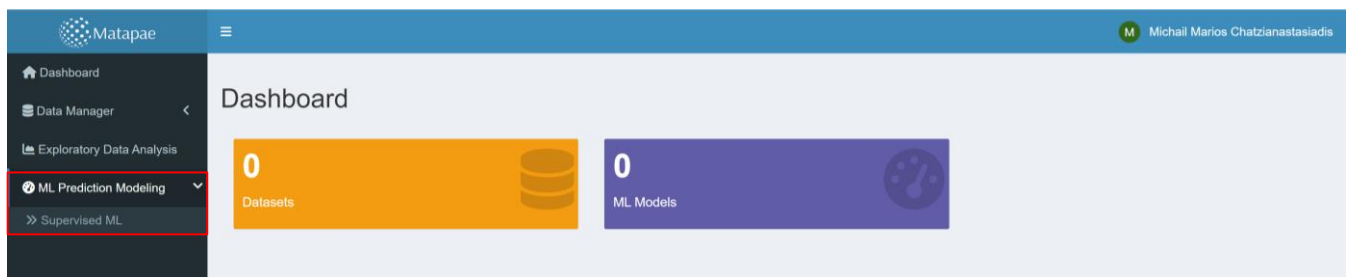 Matapae
M Michail Marios Chatzianastasiadis
Dashboard
Data Manager
Exploratory Data Analysis
ML Prediction Modeling
Supervised ML
Dashboard
0
Datasets
0
ML Models